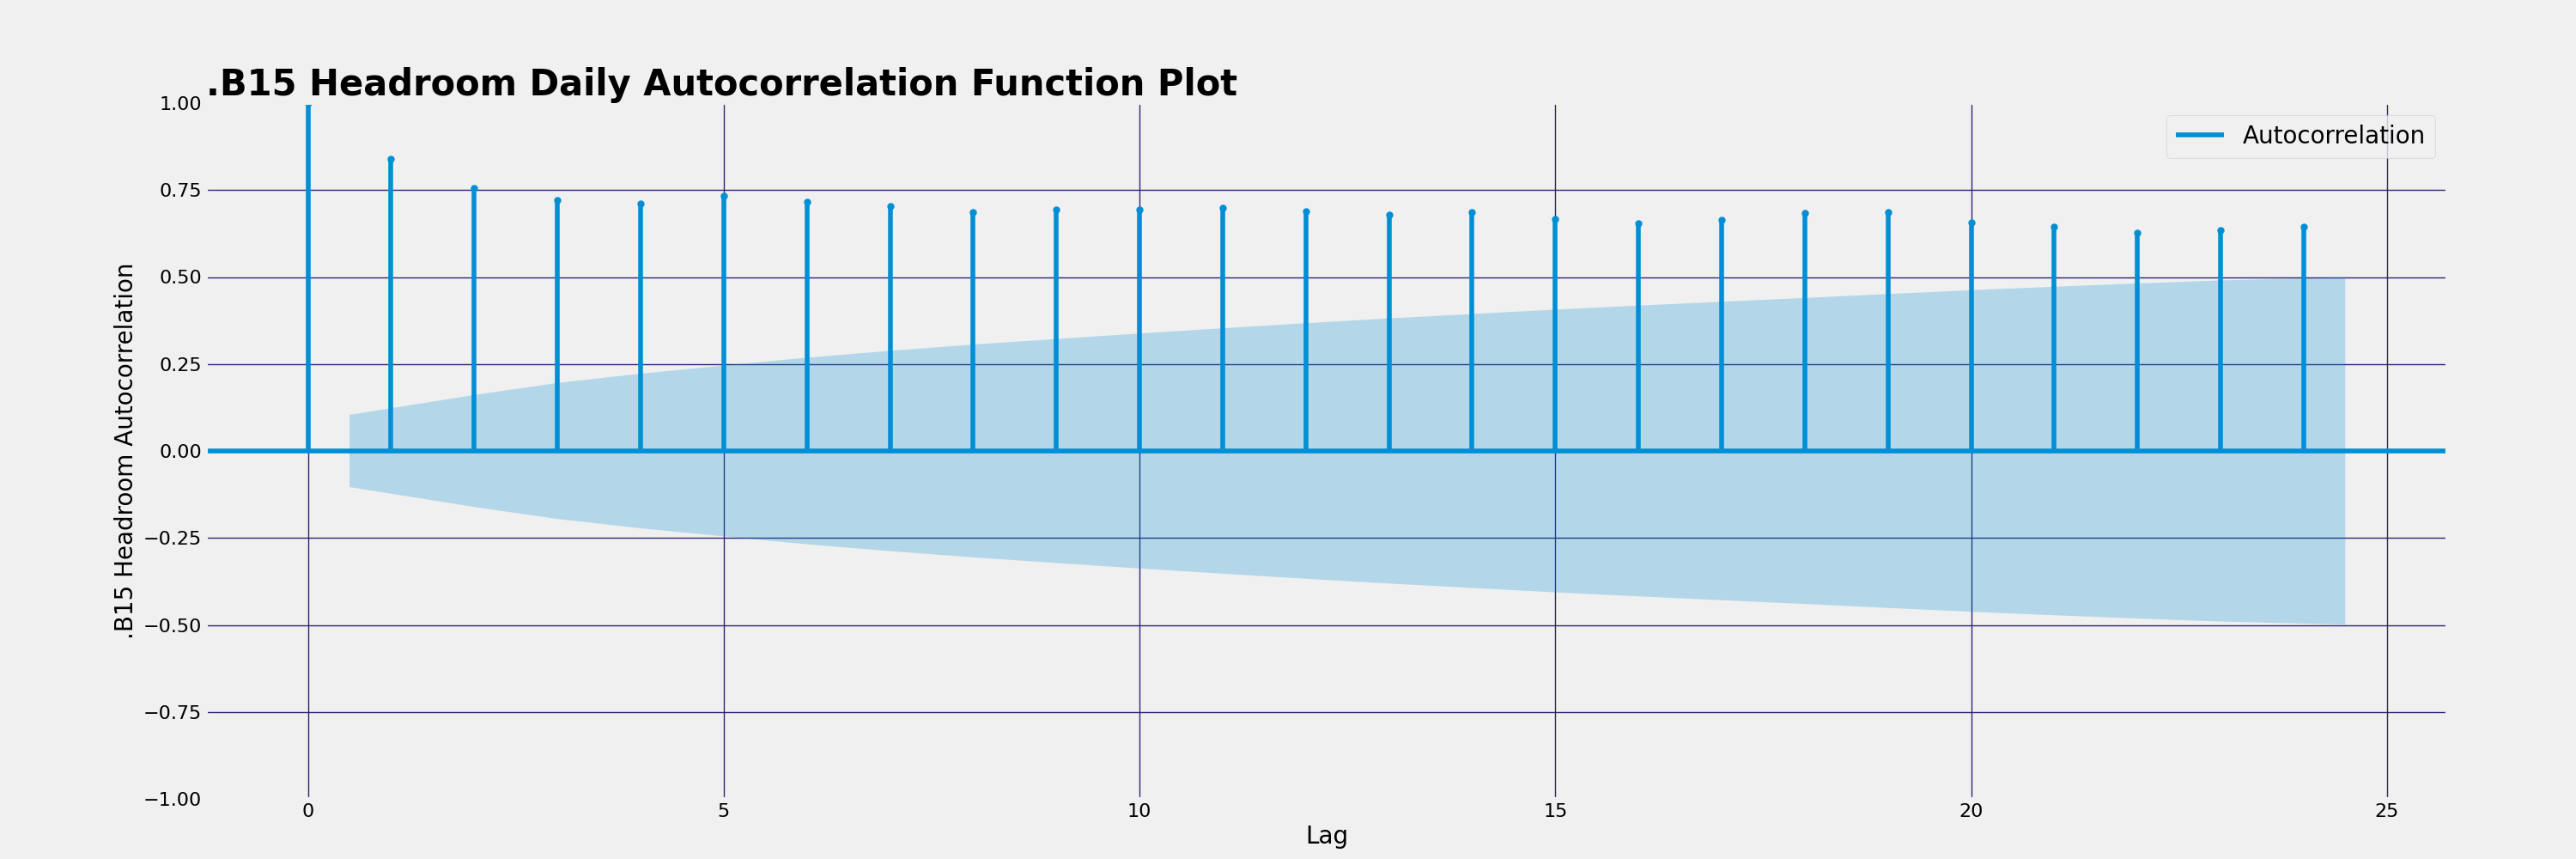 .B15 Headroom Daily Autocorrelation Function Plot
1.00
0.75
0.50
0.25
0.00
−0.25
−0.50
−0.75
−1.00
.B15 Headroom Autocorrelation
Autocorrelation
0 5 10 15 20 25
Lag